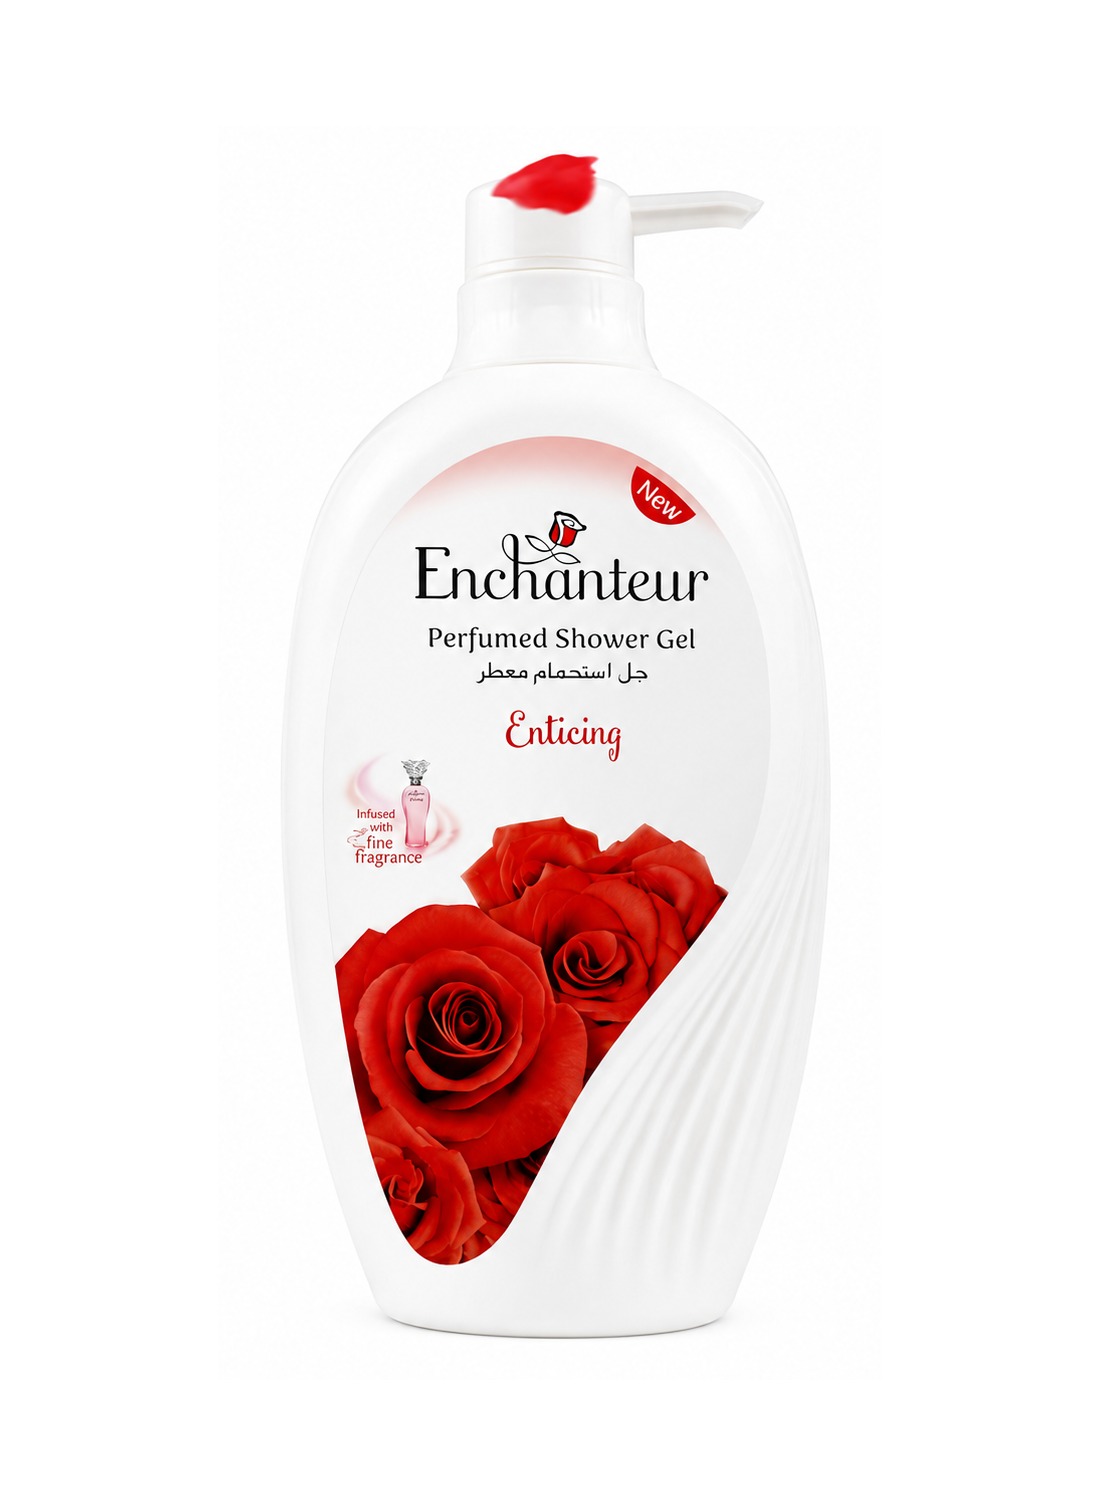 New
Enchanteur
Perfumed Shower Gel
جل استحمام معطر
Enticing
Infused
with
fine
fragrance